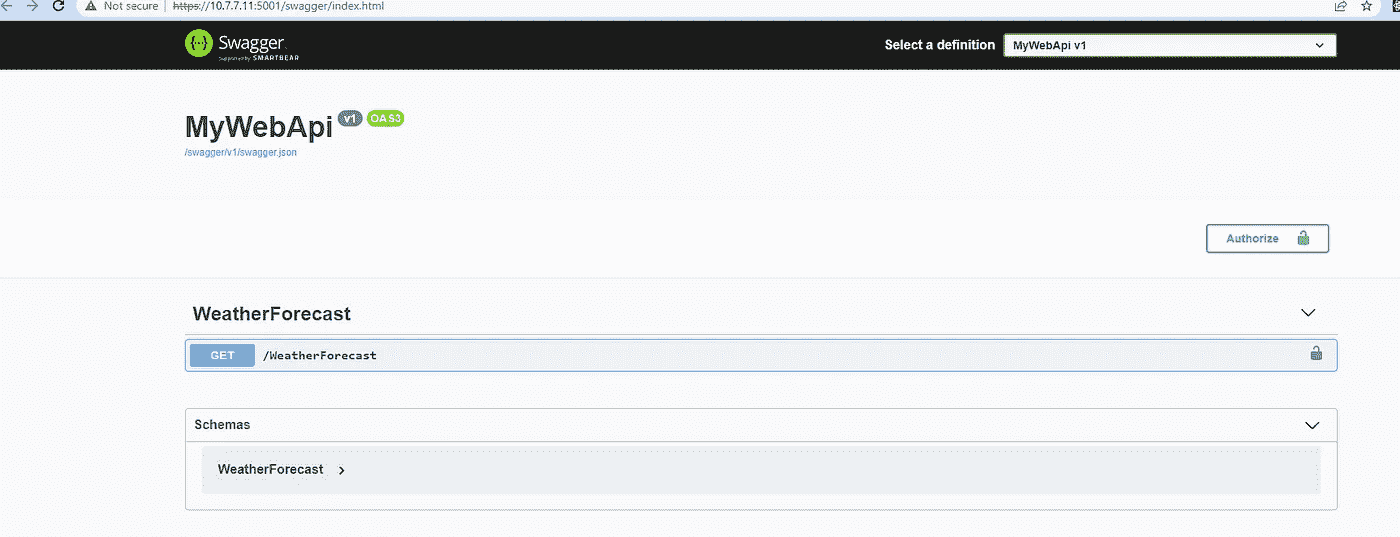 Not secure | https://10.7.7.11:5001/swagger/index.html
Swagger
Supported by SMARTBEAR
Select a definition
MyWebApi v1
MyWebApi v1 OAS3
/swagger/v1/swagger.json
Authorize
WeatherForecast
GET /WeatherForecast
Schemas
WeatherForecast